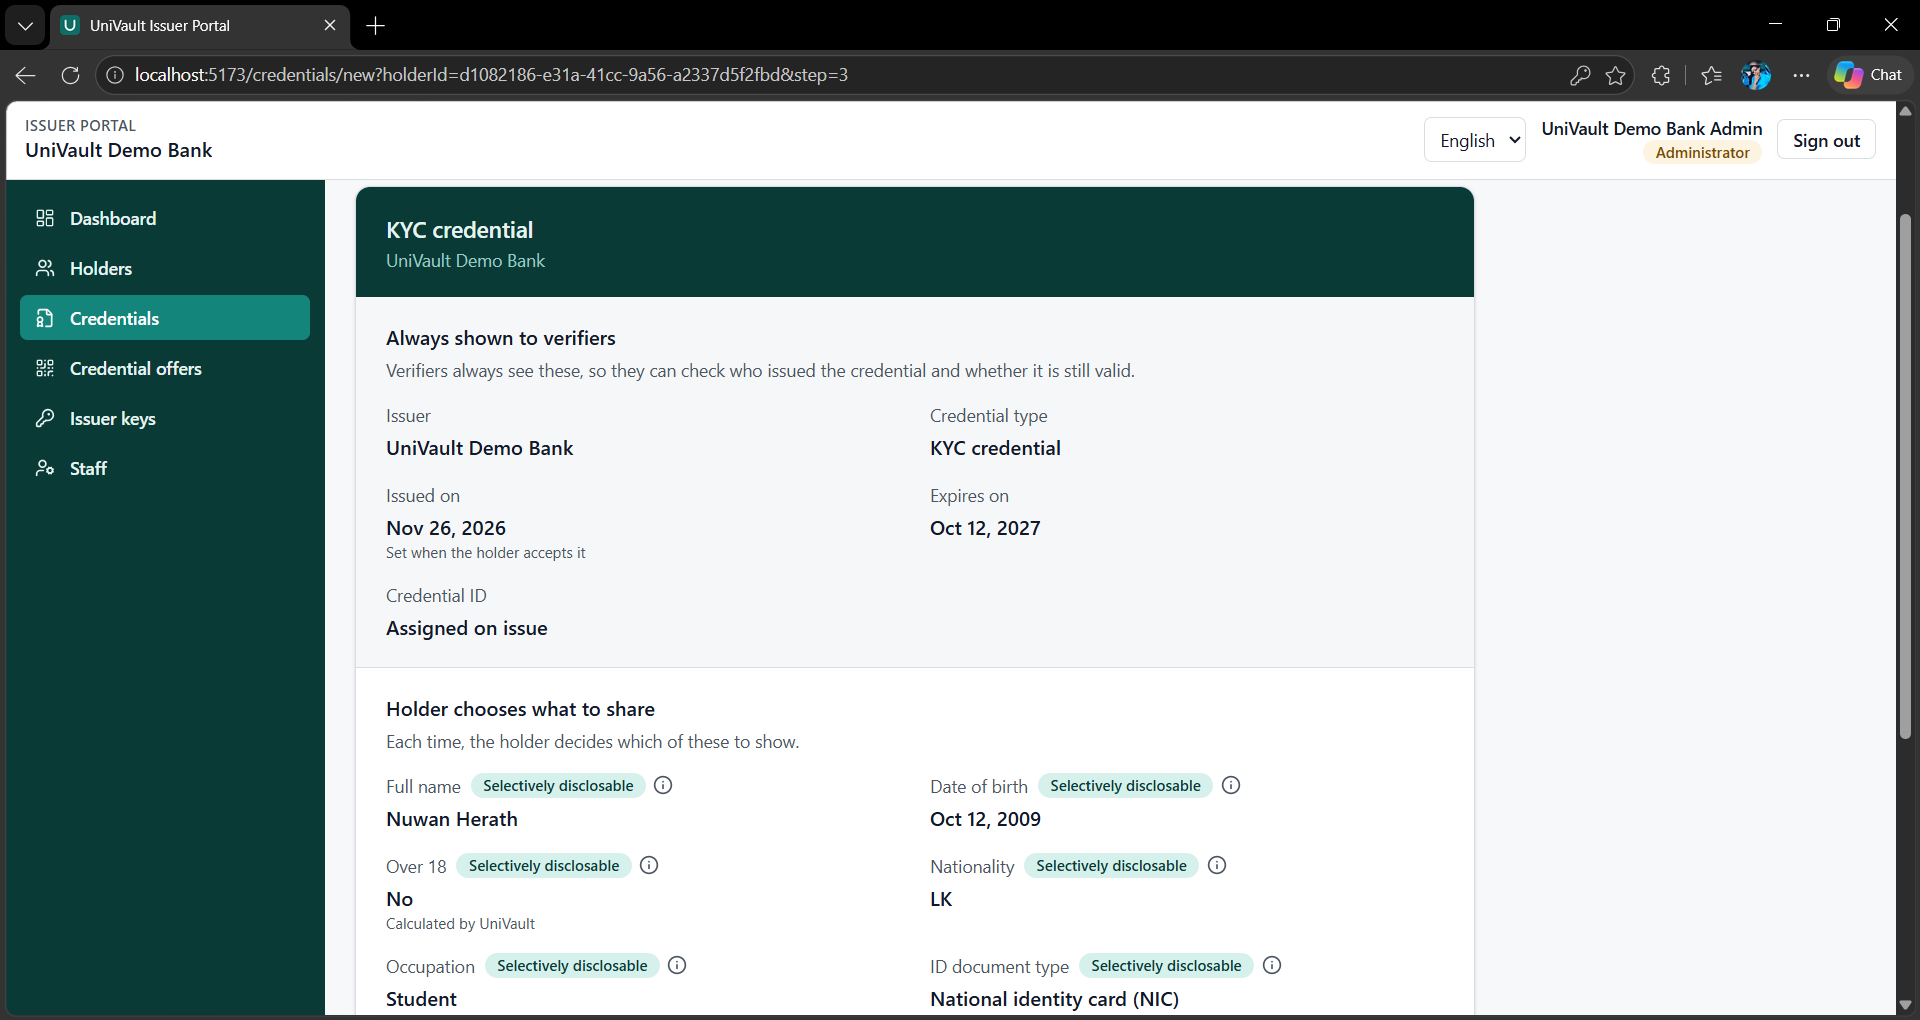 UniVault Issuer Portal
localhost:5173/credentials/new?holderId=d1082186-e31a-41cc-9a56-a2337d5f2fbd&step=3
Chat
ISSUER PORTAL
UniVault Demo Bank
English
UniVault Demo Bank Admin
Administrator
Sign out
Dashboard
Holders
Credentials
Credential offers
Issuer keys
Staff
KYC credential
UniVault Demo Bank
Always shown to verifiers
Verifiers always see these, so they can check who issued the credential and whether it is still valid.
Issuer
UniVault Demo Bank
Credential type
KYC credential
Issued on
Nov 26, 2026
Set when the holder accepts it
Expires on
Oct 12, 2027
Credential ID
Assigned on issue
Holder chooses what to share
Each time, the holder decides which of these to show.
Full name Selectively disclosable
Nuwan Herath
Date of birth Selectively disclosable
Oct 12, 2009
Over 18 Selectively disclosable
No
Calculated by UniVault
Nationality Selectively disclosable
LK
Occupation Selectively disclosable
Student
ID document type Selectively disclosable
National identity card (NIC)